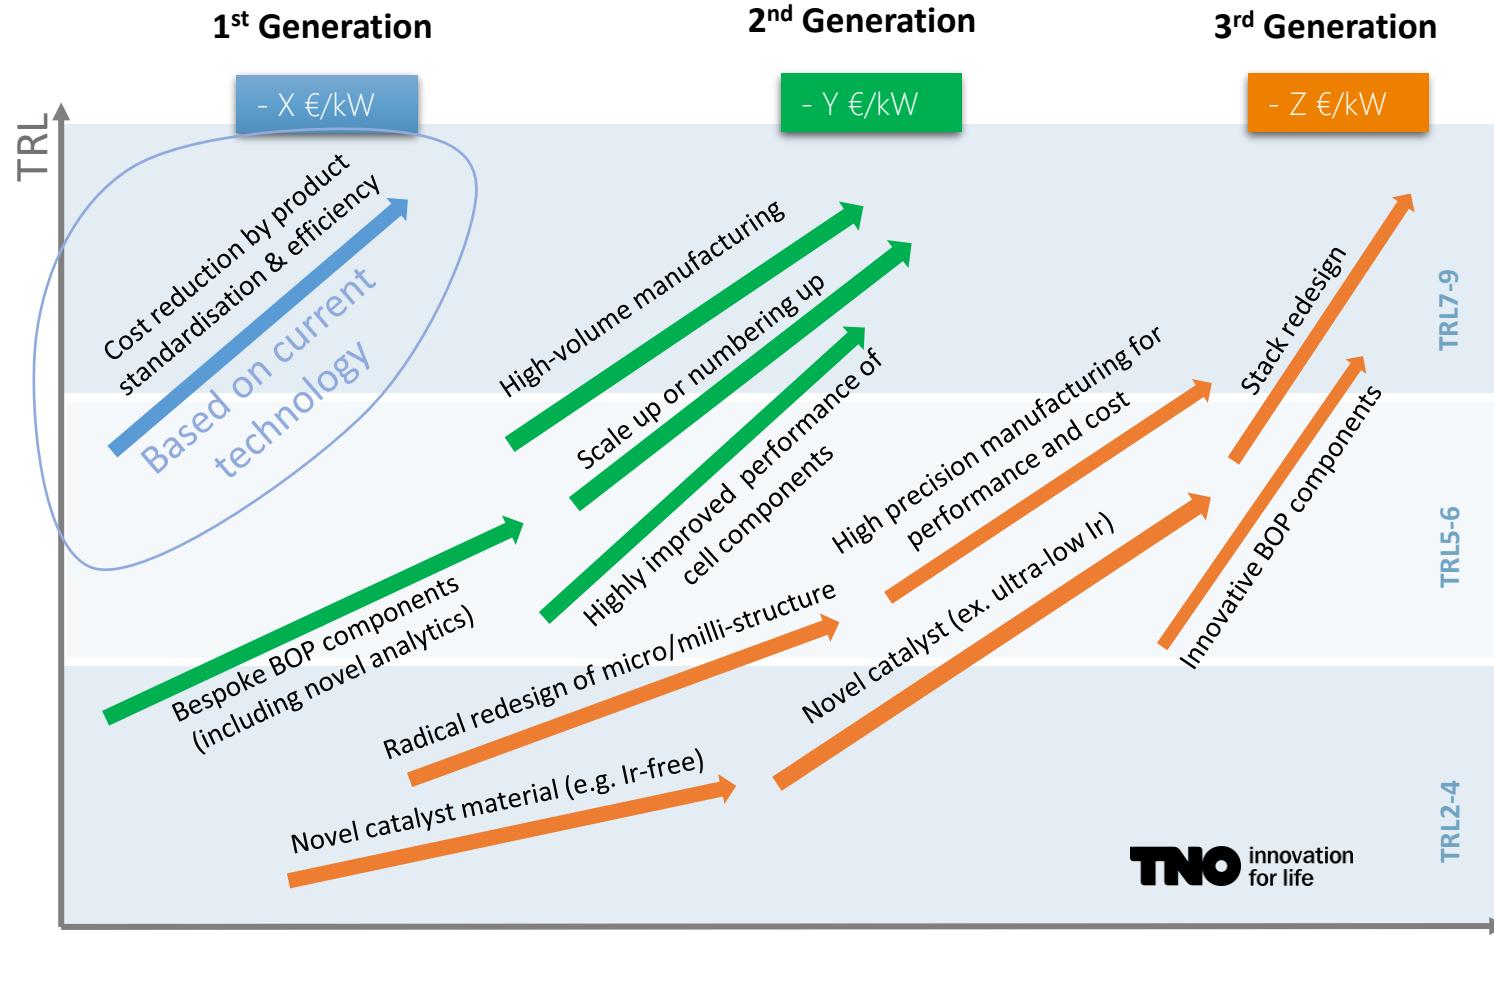 1st Generation
2nd Generation
3rd Generation
- X €/kW
- Y €/kW
- Z €/kW
TRL
Cost reduction by product
standardisation & efficiency
Based on current
technology
High-volume manufacturing
Scale up or numbering up
Highly improved performance of
cell components
Bespoke BOP components
(including novel analytics)
High precision manufacturing for
performance and cost
Stack redesign
Innovative BOP components
Radical redesign of micro/milli-structure
Novel catalyst (ex. ultra-low Ir)
Novel catalyst material (e.g. Ir-free)
TRL7-9
TRL5-6
TRL2-4
TNO innovation
for life